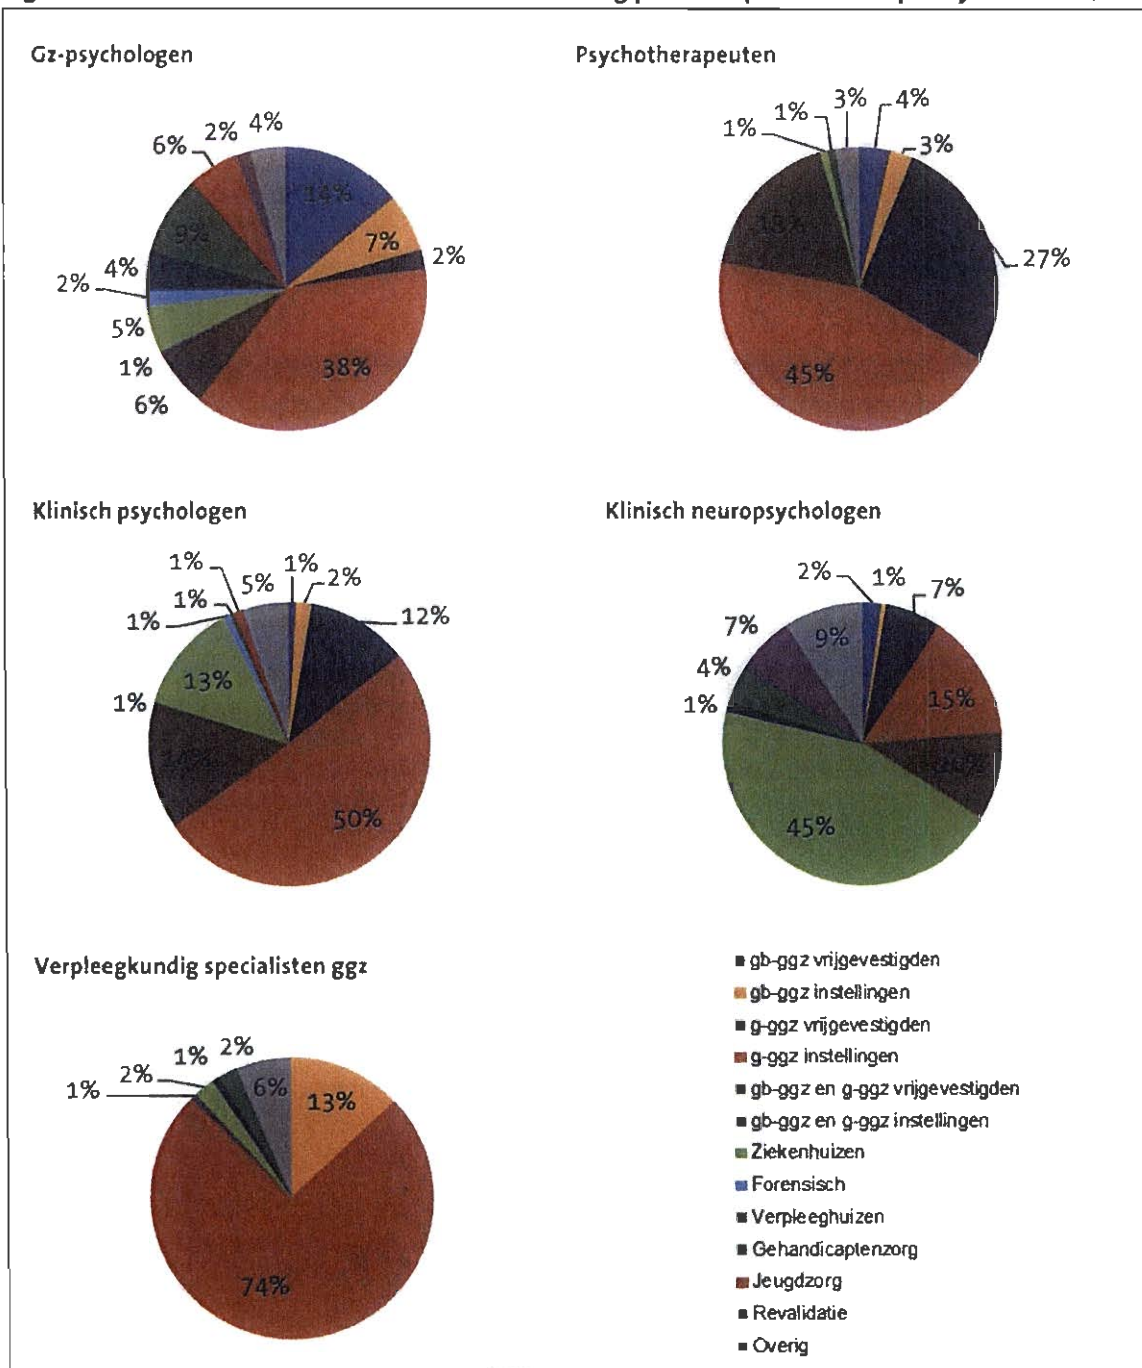 Gz-psychologen
4%
2%
6%
14%
9%
7%
2%
4%
2%
5%
38%
1%
6%
Psychotherapeuten
3%
4%
1%
1%
3%
18%
27%
45%
Klinisch psychologen
1%
1%
5%
1%
2%
1%
1%
12%
13%
1%
14%
50%
Klinisch neuropsychologen
2%
1%
7%
7%
9%
4%
15%
1%
10%
45%
Verpleegkundig specialisten ggz
1%
2%
2%
1%
6%
13%
74%
gb-ggz vrijgevestigden
gb-ggz instellingen
g-ggz vrijgevestigden
g-ggz instellingen
gb-ggz en g-ggz vrijgevestigden
gb-ggz en g-ggz instellingen
Ziekenhuizen
Forensisch
Verpleeghuizen
Gehandicaptenzorg
Jeugdzorg
Revalidatie
Overig